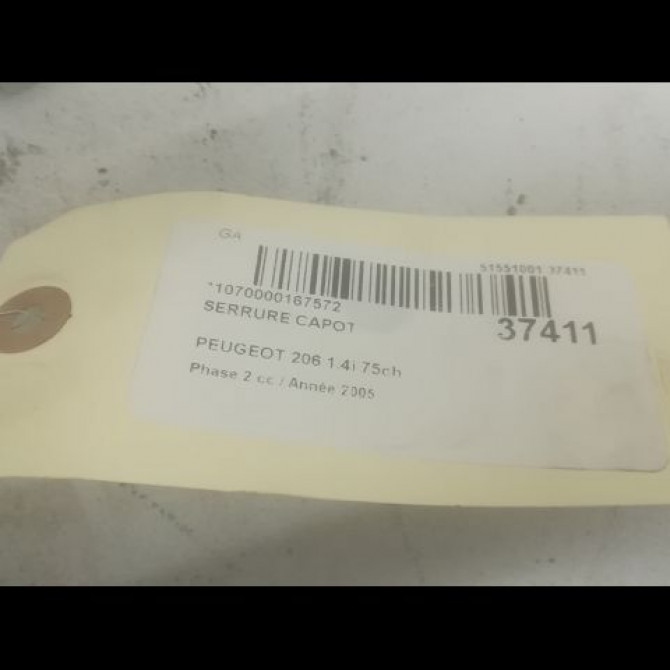 GA
51551001 37411
*1070000167572
SERRURE CAPOT
37411
PEUGEOT 206 1.4i 75ch
Phase 2 cc / Année 2005